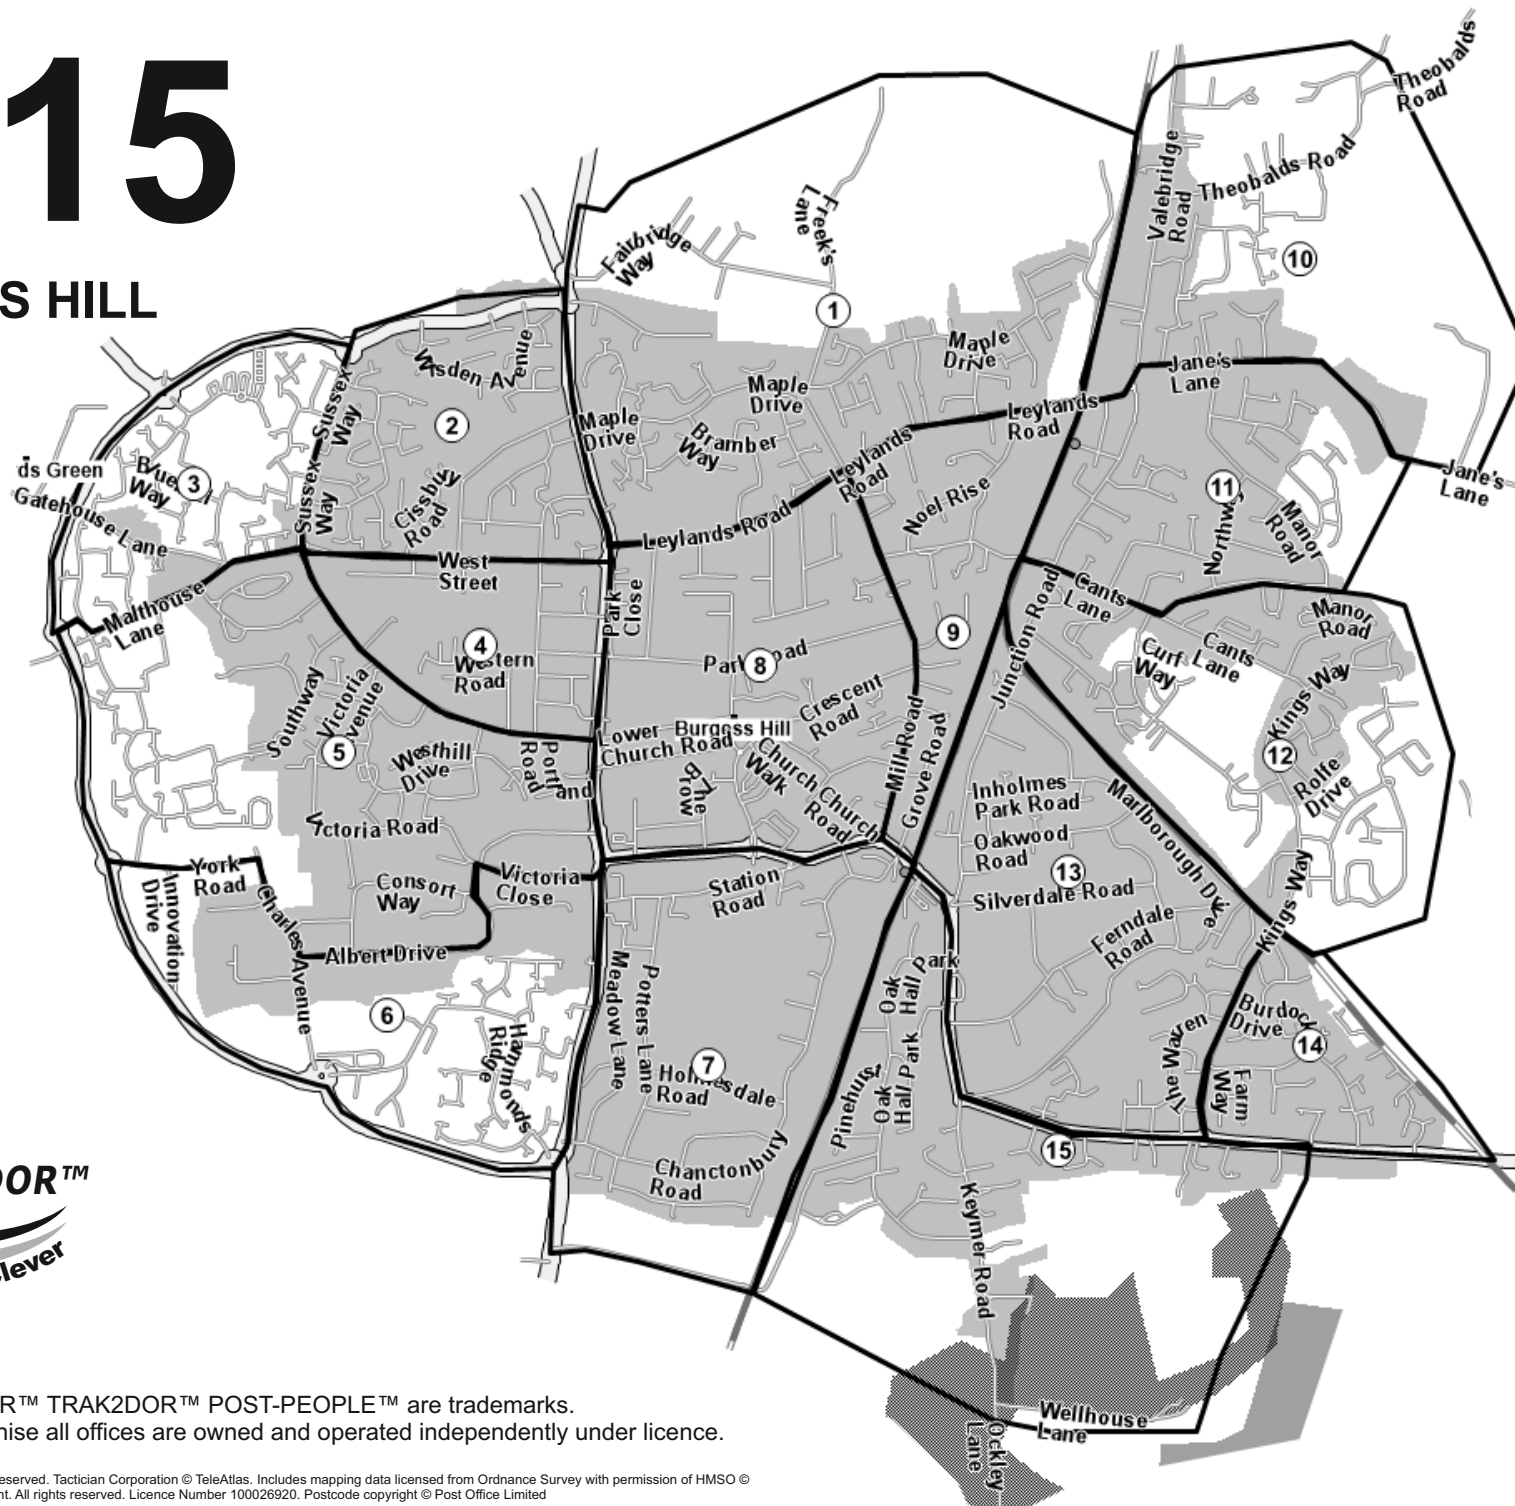 15
S HILL
Theobalds
Road
Theobalds Road
Valebridge
Road
10
Freek's
Lane
Fairbridge
Way
1
Maple
Drive
Jane's
Lane
Wisden Avenue
Sussex
Way
2
Maple
Drive
Maple
Drive
Bramber
Way
Leylands
Road
Leylands
Road
ds Green
3
Way
Gatehouse Lane
Sussex
Way
Cissbury
Road
Leylands Road
Noel Rise
11
Northway
Manor
Road
Jane's
Lane
West
Street
Malthouse
Lane
Park
Close
Cants
Lane
Junction Road
Manor
Road
Cants
Lane
Curf
Way
Kings Way
4
Western
Road
8
Park Road
9
Southway
Victoria
Avenue
5
Westhill
Drive
Portland
Road
Lower
Church Road
Burgess Hill
Crescent
Road
Church
Walk
The
Brow
Church
Church
Road
Mill Road
Grove Road
12
Rolfe
Drive
Inholmes
Park Road
Marlborough Drive
Oakwood
Road
13
Silverdale Road
Ferndale
Road
Kings Way
Victoria Road
York
Road
Innovation
Drive
Charles
Avenue
Consort
Way
Victoria
Close
Albert Drive
Station
Road
6
Hammonds
Ridge
Meadow Lane
Potters Lane
7
Holmesdale
Road
Chanctonbury
Road
Pinehurst
Oak
Hall Park
Oak
Hall Park
The Warren
Burdock
Drive
14
Farm
Way
15
Keymer Road
Wellhouse
Lane
Ockley
Lane
DOR™
lever
R™ TRAK2DOR™ POST-PEOPLE™ are trademarks.
nise all offices are owned and operated independently under licence.
eserved. Tactician Corporation © TeleAtlas. Includes mapping data licensed from Ordnance Survey with permission of HMSO ©
nt. All rights reserved. Licence Number 100026920. Postcode copyright © Post Office Limited